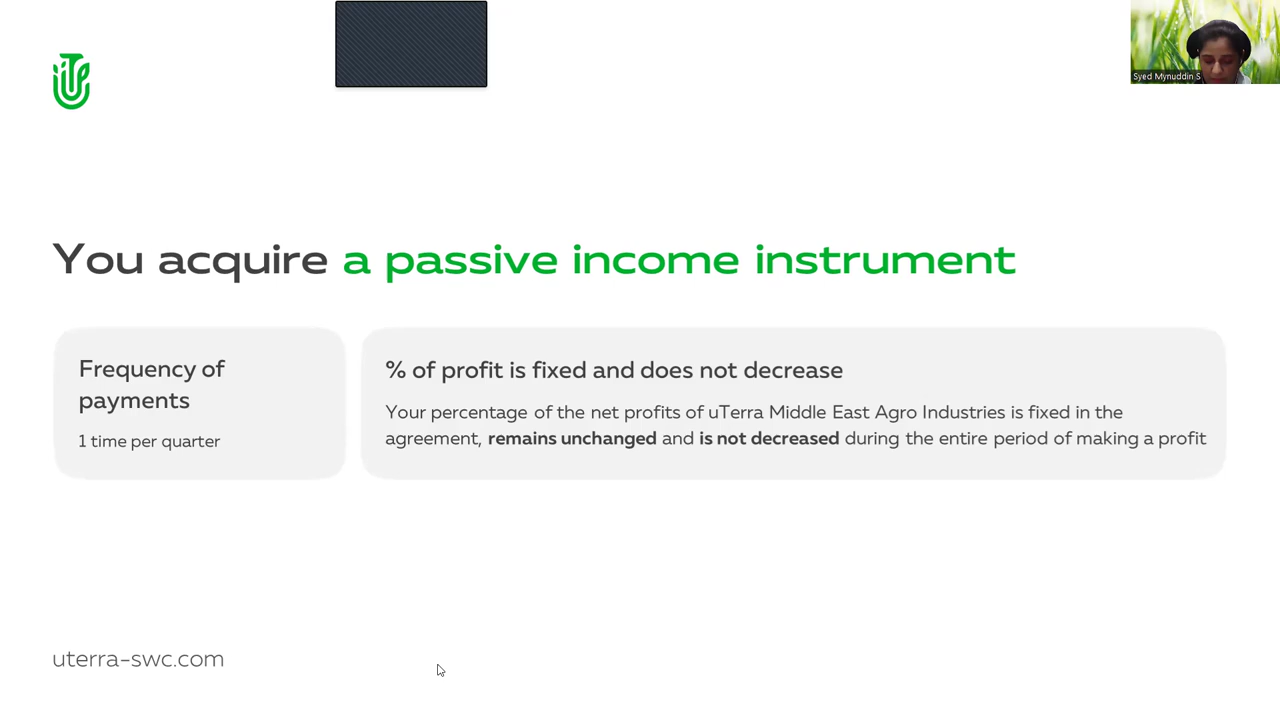 Syed Mynuddin S
You acquire a passive income instrument
Frequency of
payments
1 time per quarter
% of profit is fixed and does not decrease
Your percentage of the net profits of uTerra Middle East Agro Industries is fixed in the
agreement, remains unchanged and is not decreased during the entire period of making a profit
uterra-swc.com